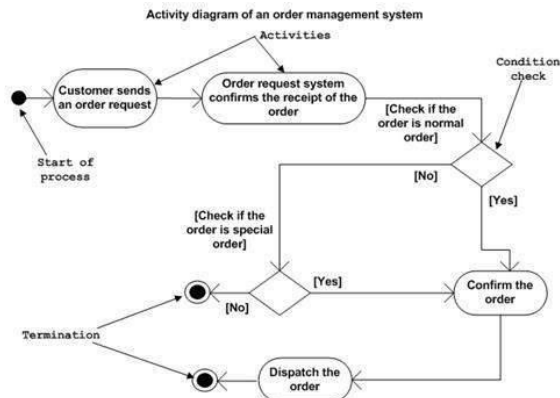 Activity diagram of an order management system
Activities
Condition
check
Customer sends
an order request
Order request system
confirms the receipt of the
order
[Check if the
order is normal
order]
Start of
process
[No]
[Yes]
[Check if the
order is special
order]
[Yes]
[No]
Confirm the
order
Termination
Dispatch the
order